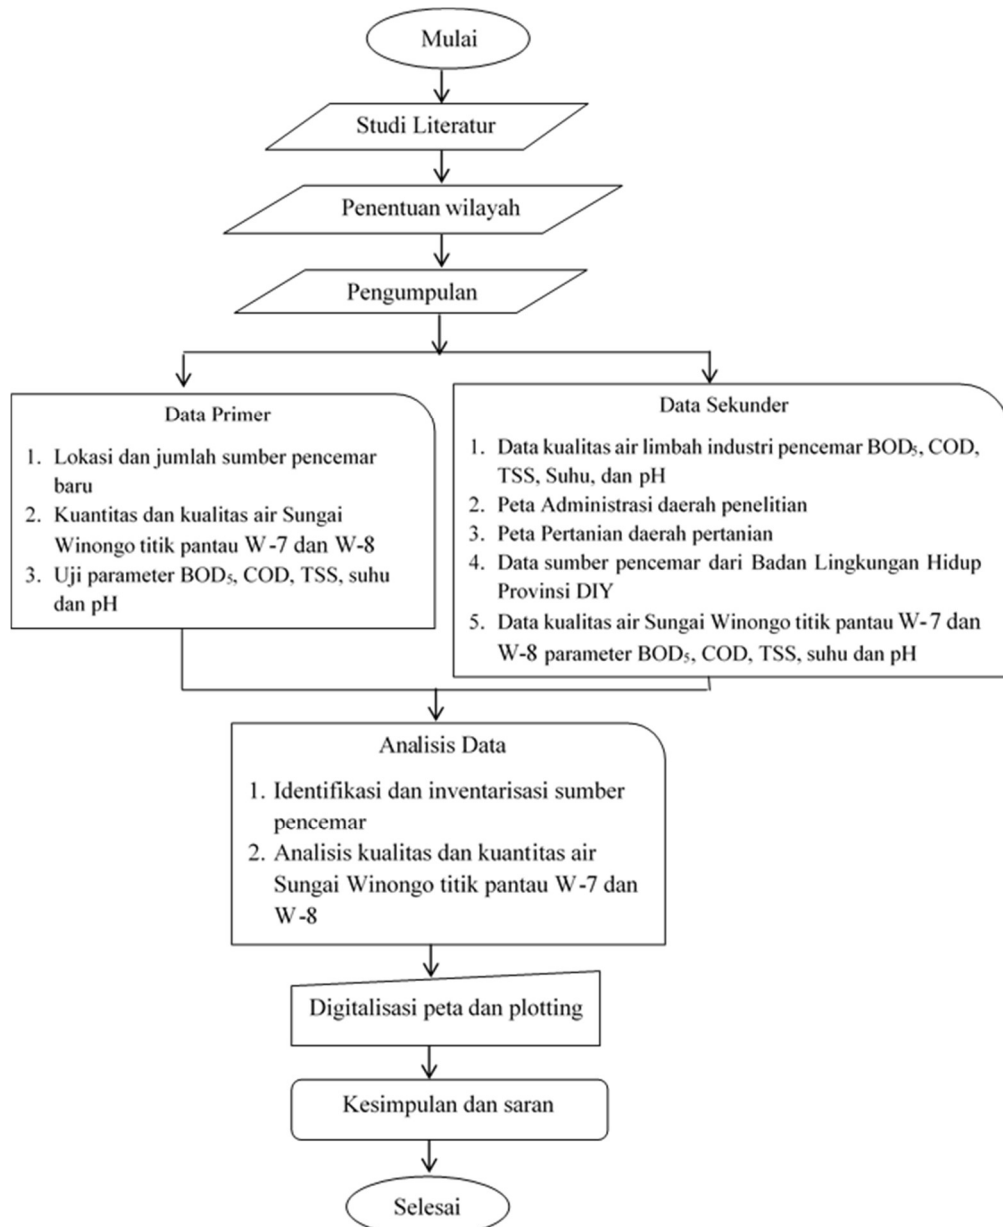 Mulai
Studi Literatur
Penentuan wilayah
Pengumpulan
Data Primer
1. Lokasi dan jumlah sumber pencemar
baru
2. Kuantitas dan kualitas air Sungai
Winongo titik pantau W-7 dan W-8
3. Uji parameter BOD₅, COD, TSS, suhu
dan pH
Data Sekunder
1. Data kualitas air limbah industri pencemar BOD₅, COD,
TSS, Suhu, dan pH
2. Peta Administrasi daerah penelitian
3. Peta Pertanian daerah pertanian
4. Data sumber pencemar dari Badan Lingkungan Hidup
Provinsi DIY
5. Data kualitas air Sungai Winongo titik pantau W-7 dan
W-8 parameter BOD₅, COD, TSS, suhu dan pH
Analisis Data
1. Identifikasi dan inventarisasi sumber
pencemar
2. Analisis kualitas dan kuantitas air
Sungai Winongo titik pantau W-7 dan
W-8
Digitalisasi peta dan plotting
Kesimpulan dan saran
Selesai